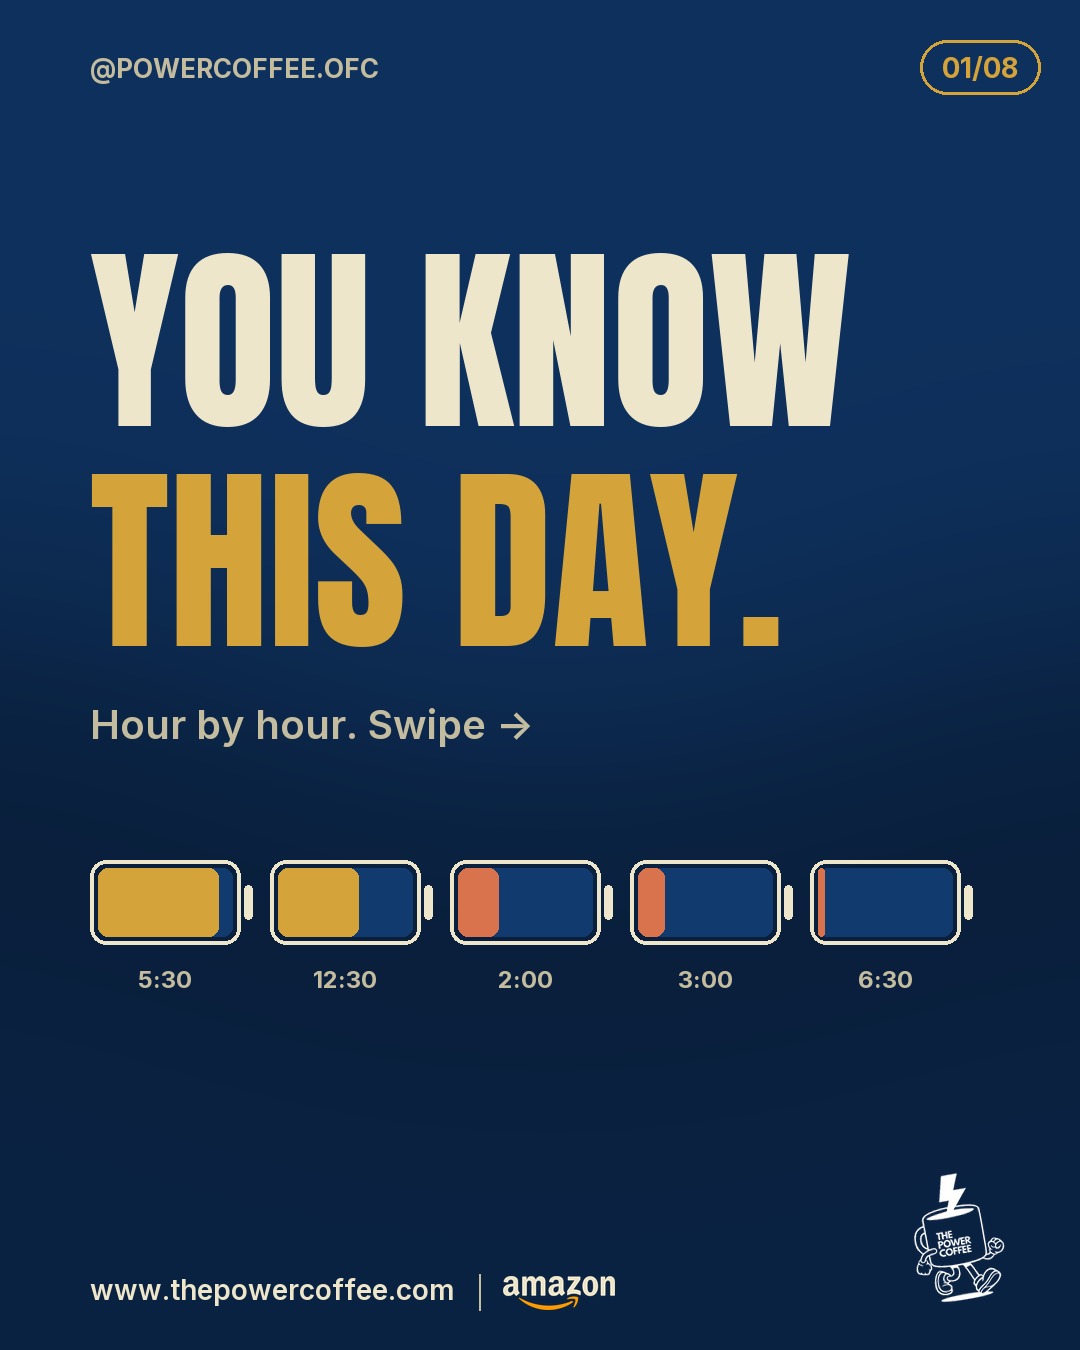 @POWERCOFFEE.OFC
01/08
YOU KNOW
THIS DAY.
Hour by hour. Swipe →
5:30
12:30
2:00
3:00
6:30
THE
POWER
COFFEE
www.thepowercoffee.com
amazon